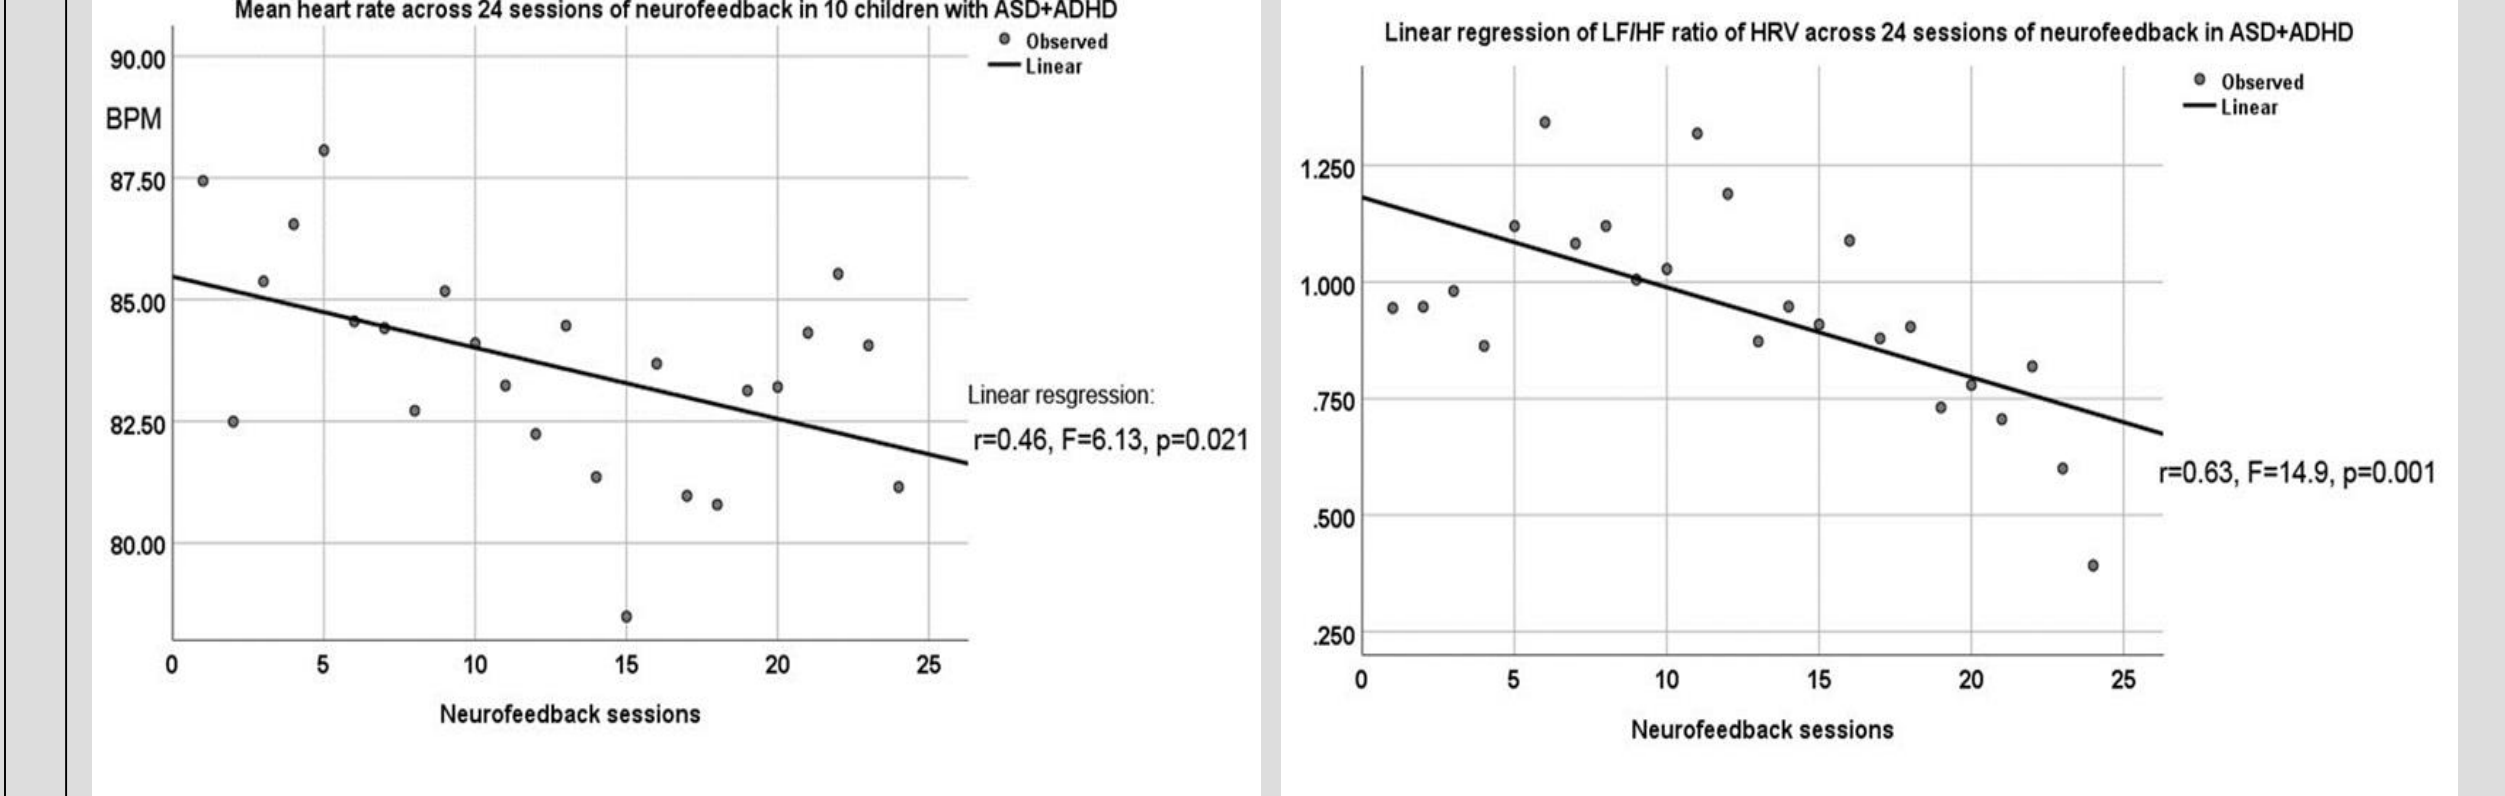 Mean heart rate across 24 sessions of neurofeedback in 10 children with ASD+ADHD
Observed
Linear
90.00
BPM
87.50
85.00
82.50
80.00
Linear resgression:
r=0.46, F=6.13, p=0.021
0 5 10 15 20 25
Neurofeedback sessions
Linear regression of LF/HF ratio of HRV across 24 sessions of neurofeedback in ASD+ADHD
Observed
Linear
1.250
1.000
.750
.500
.250
r=0.63, F=14.9, p=0.001
0 5 10 15 20 25
Neurofeedback sessions